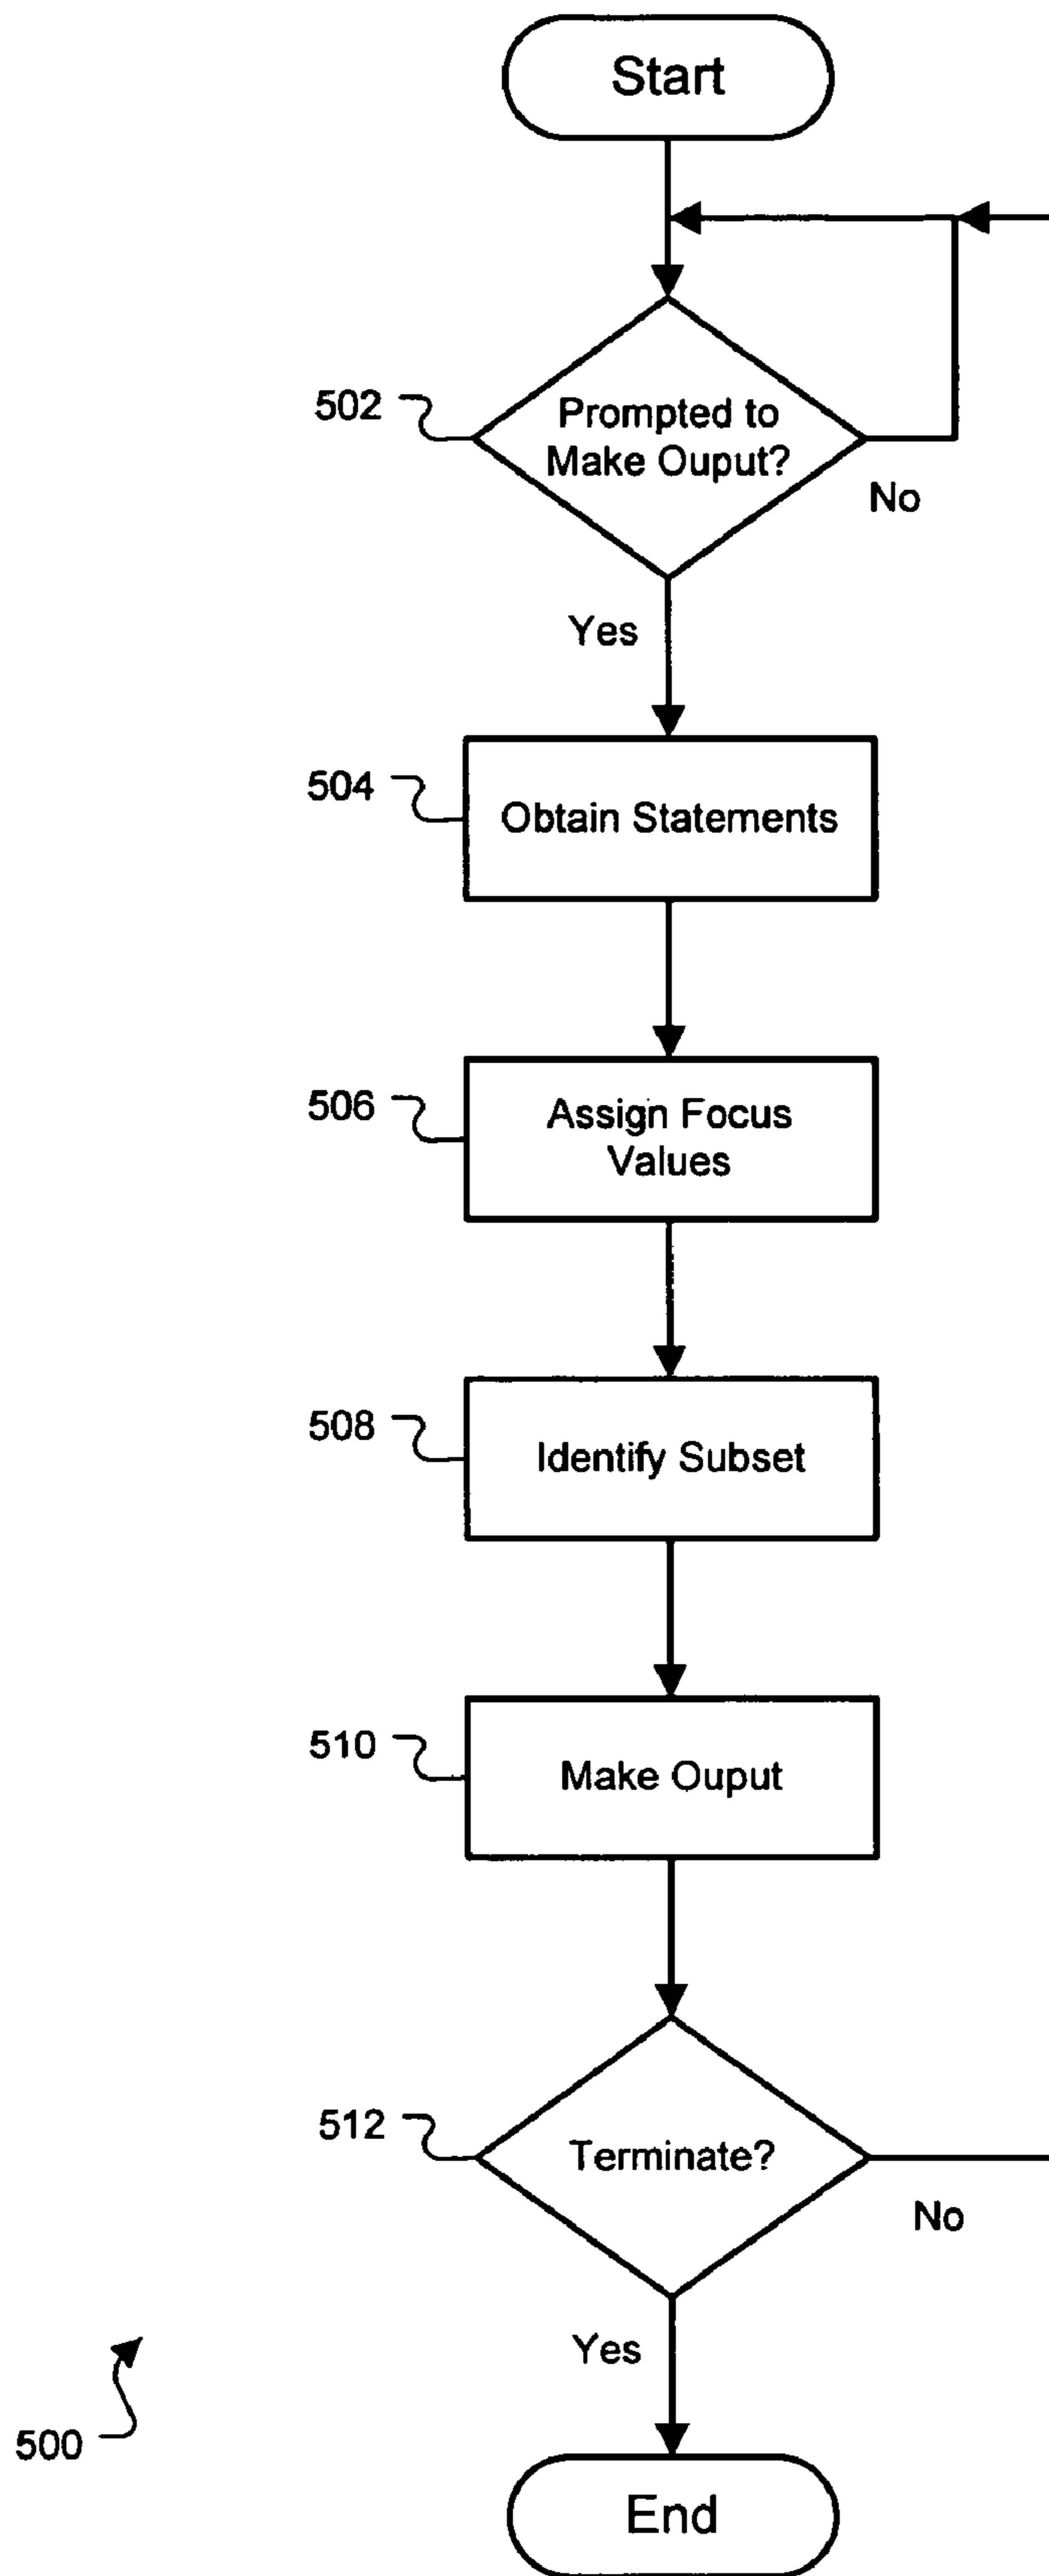 Start
502
Prompted to
Make Ouput?
No
Yes
504
Obtain Statements
506
Assign Focus
Values
508
Identify Subset
510
Make Ouput
512
Terminate?
No
Yes
500
End